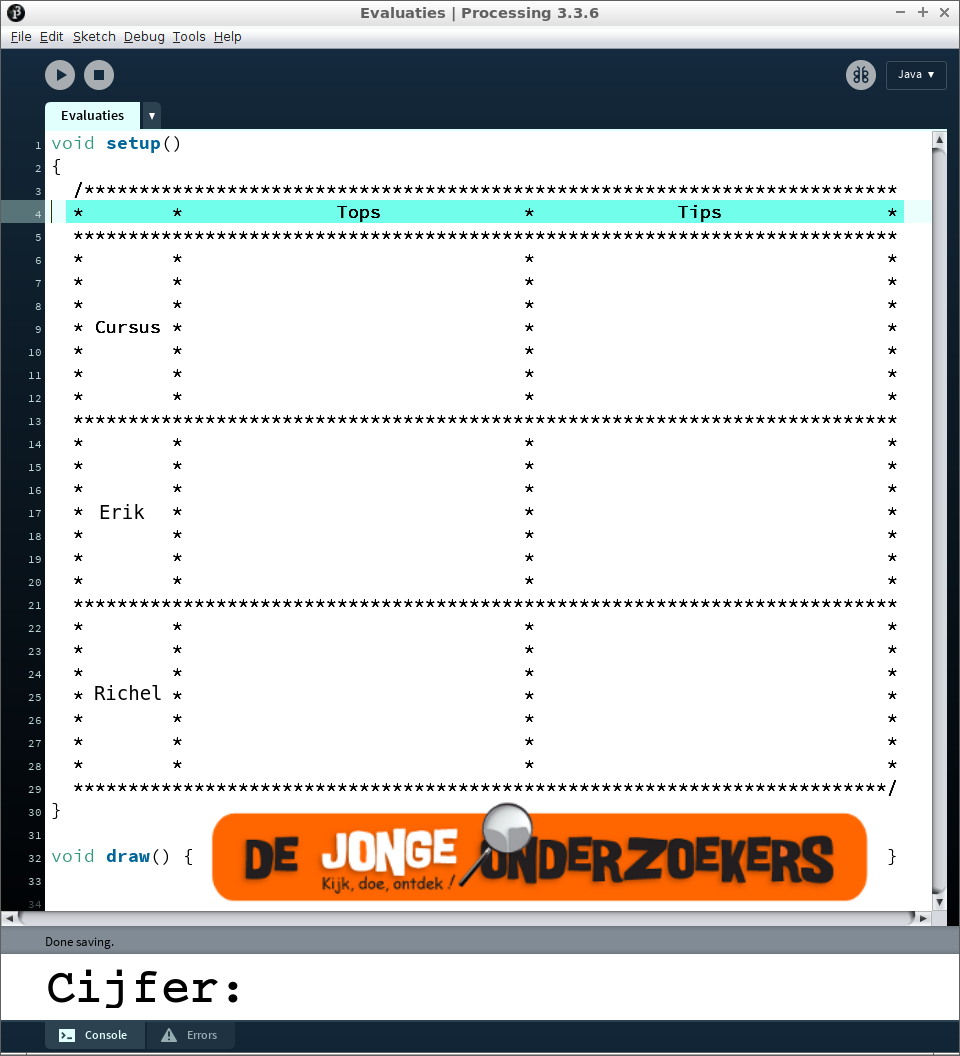 Evaluaties | Processing 3.3.6
File Edit Sketch Debug Tools Help
Java ▼
Evaluaties ▼
1 void setup()
2 {
3 /**************************************************************************
4 * * Tops * Tips *
5 ***************************************************************************
6 * * * *
7 * * * *
8 * * * *
9 * Cursus * * *
10 * * * *
11 * * * *
12 * * * *
13 ***************************************************************************
14 * * * *
15 * * * *
16 * * * *
17 * Erik * * *
18 * * * *
19 * * * *
20 * * * *
21 ***************************************************************************
22 * * * *
23 * * * *
24 * * * *
25 * Richel * * *
26 * * * *
27 * * * *
28 * * * *
29 **************************************************************************/
30 }
31
32 void draw() { }
DE JONGE ONDERZOEKERS
Kijk, doe, ontdek !
33
34
Done saving.
Cijfer:
Console Errors